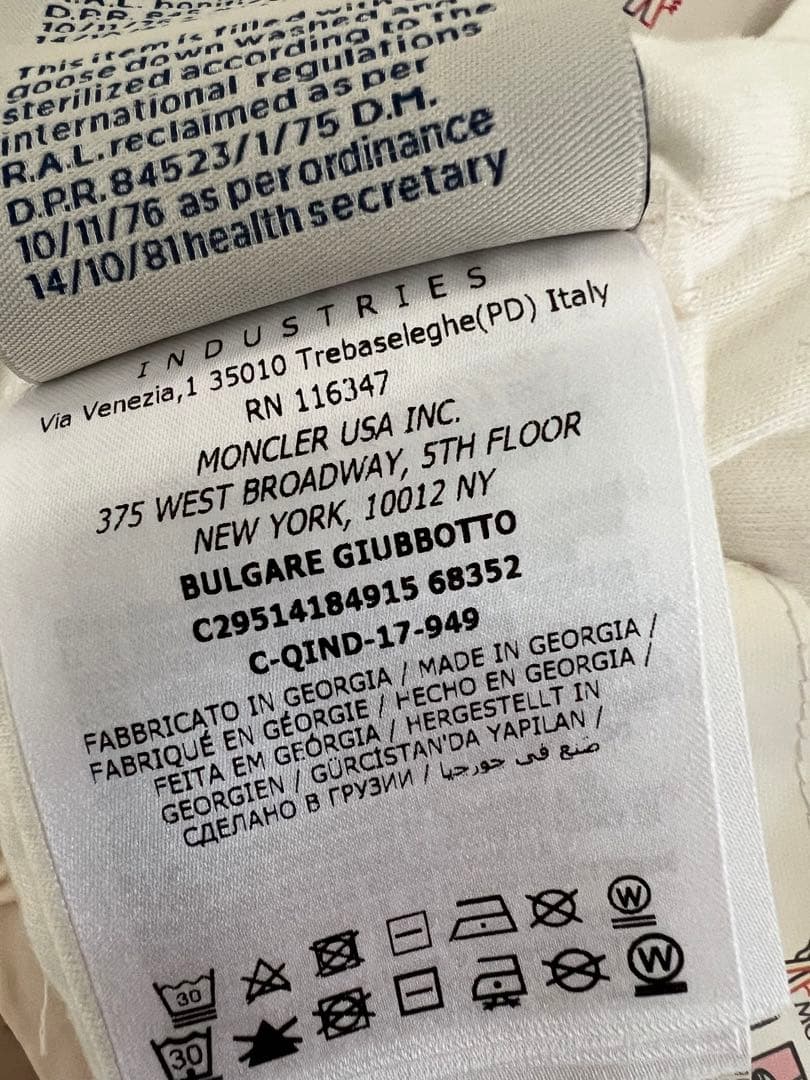 D.P.R.
10/11/
This item is filled with
goose down washed and
sterilized according to the
international regulations
R.A.L. reclaimed as per
D.P.R. 84523/1/75 D.M.
10/11/76 as per ordinance
14/10/81 health secretary
INDUSTRIES
Via Venezia,1 35010 Trebaseleghe(PD) Italy
RN 116347
MONCLER USA INC.
375 WEST BROADWAY, 5TH FLOOR
NEW YORK, 10012 NY
BULGARE GIUBBOTTO
C29514184915 68352
C-QIND-17-949
FABBRICATO IN GEORGIA / MADE IN GEORGIA /
FABRIQUÉ EN GÉORGIE / HECHO EN GEORGIA /
FEITA EM GEÓRGIA / HERGESTELLT IN
GEORGIEN / GÜRCİSTAN'DA YAPILAN /
СДЕЛАНО В ГРУЗИИ / صنع في جورجيا
30 W
30 W